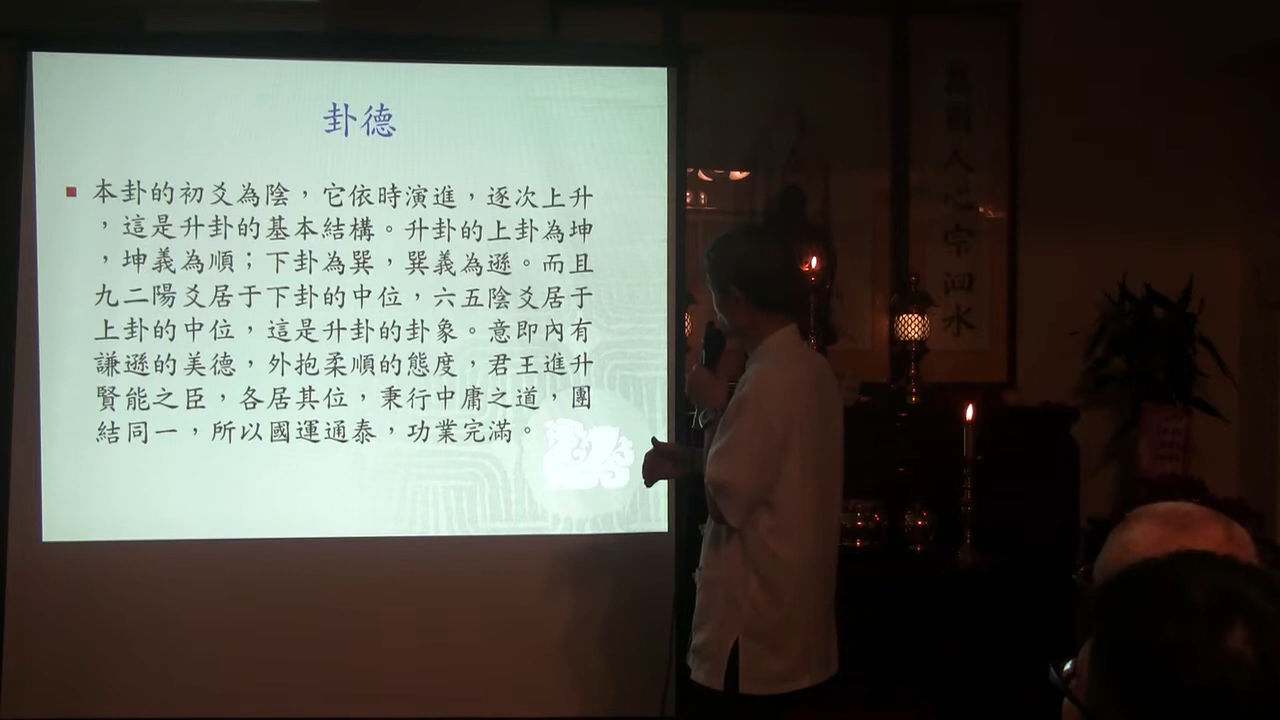 卦德
本卦的初爻為陰，它依時演進，逐次上升
，這是升卦的基本結構。升卦的上卦為坤
，坤義為順；下卦為巽，巽義為遜。而且
九二陽爻居于下卦的中位，六五陰爻居于
上卦的中位，這是升卦的卦象。意即內有
謙遜的美德，外抱柔順的態度，君王進升
賢能之臣，各居其位，秉行中庸之道，團
結同一，所以國運通泰，功業完滿。
人心宗泗水